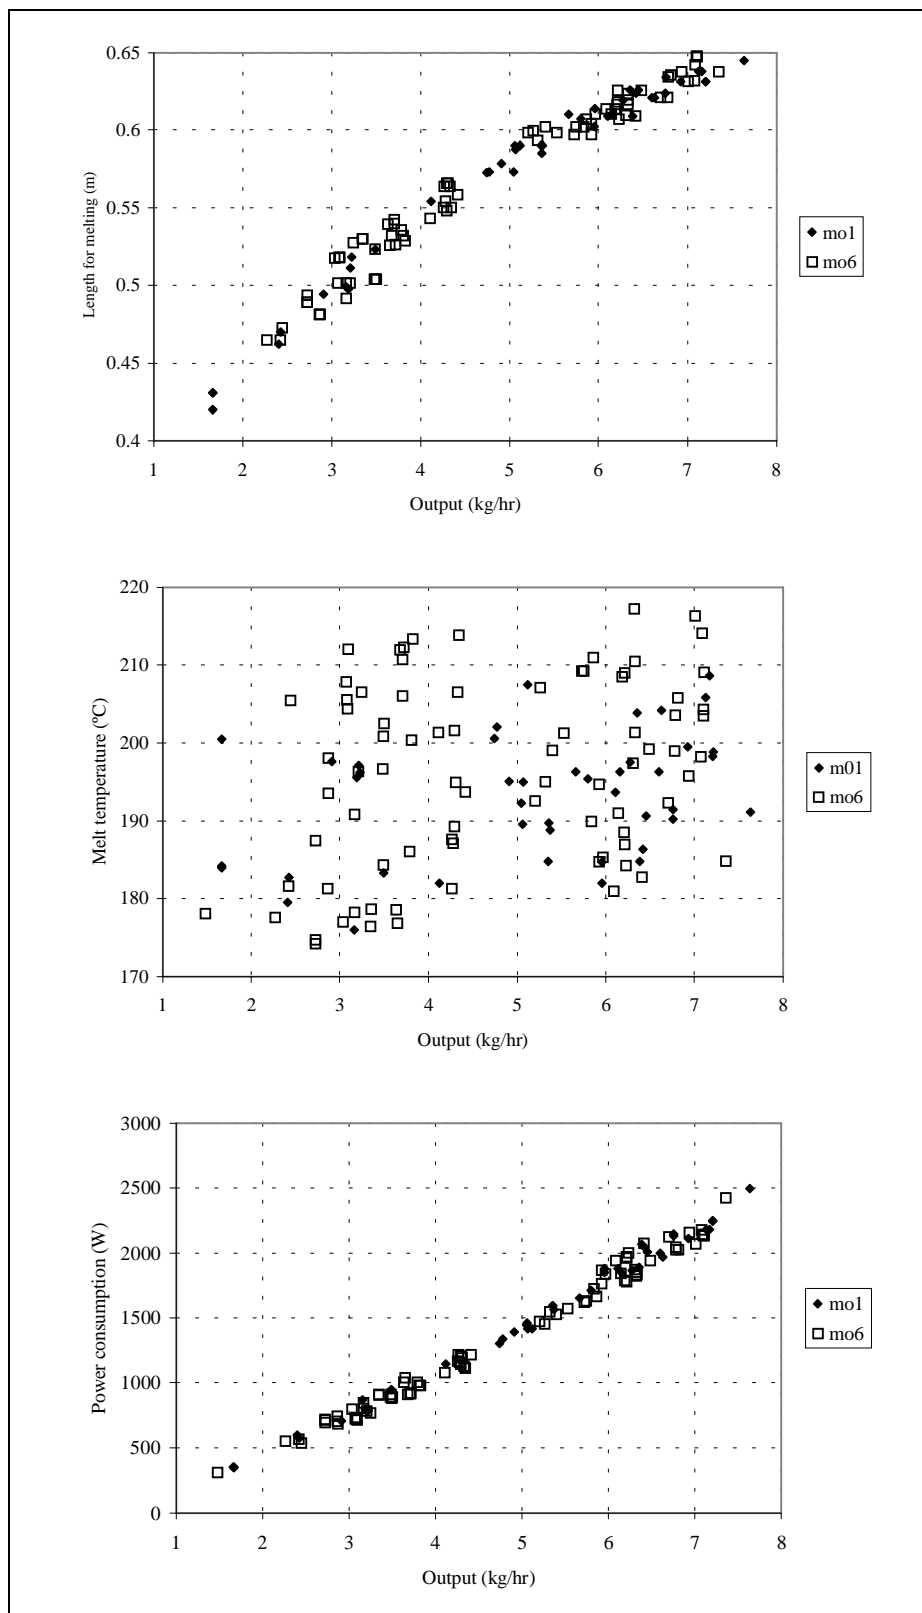 0.65
0.6
0.55
0.5
0.45
0.4
Length for melting (m)
1 2 3 4 5 6 7 8
Output (kg/hr)
mo1
mo6
220
210
200
190
180
170
Melt temperature (ºC)
1 2 3 4 5 6 7 8
Output (kg/hr)
m01
mo6
3000
2500
2000
1500
1000
500
0
Power consumption (W)
1 2 3 4 5 6 7 8
Output (kg/hr)
mo1
mo6